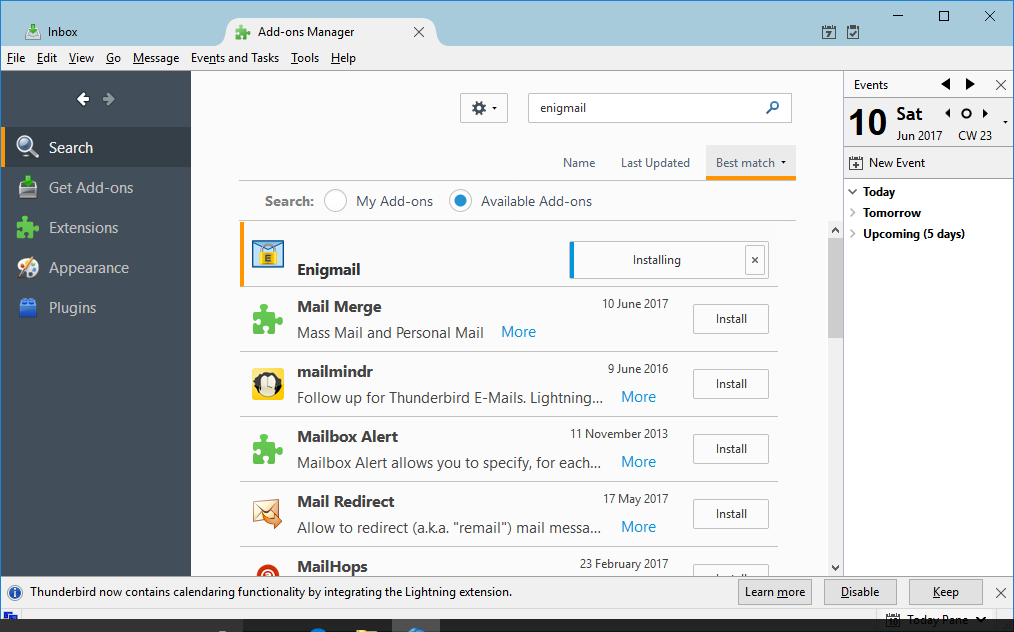 Inbox
Add-ons Manager
7
File Edit View Go Message Events and Tasks Tools Help
enigmail
Name Last Updated Best match
Search: My Add-ons Available Add-ons
Search
Get Add-ons
Extensions
Appearance
Plugins
E
Enigmail
Installing
Mail Merge
10 June 2017
Install
Mass Mail and Personal Mail More
mailmindr
9 June 2016
Install
Follow up for Thunderbird E-Mails. Lightning... More
Mailbox Alert
11 November 2013
Install
Mailbox Alert allows you to specify, for each... More
Mail Redirect
17 May 2017
Install
Allow to redirect (a.k.a. "remail") mail messa... More
MailHops
23 February 2017
Install
Events
10 Sat
Jun 2017 CW 23
New Event
Today
Tomorrow
Upcoming (5 days)
Thunderbird now contains calendaring functionality by integrating the Lightning extension.
Learn more
Disable
Keep
Today Pane